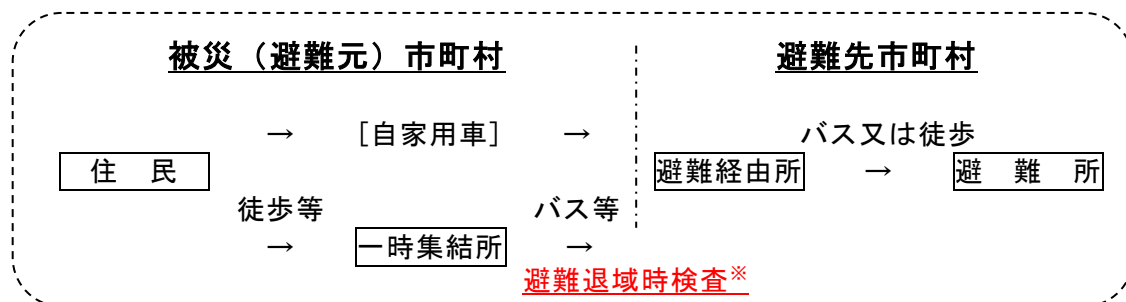 被災（避難元）市町村
避難先市町村
→ ［自家用車］ →
バス又は徒歩
住 民
避難経由所 → 避 難 所
徒歩等
バス等
→ 一時集結所 →
避難退域時検査※